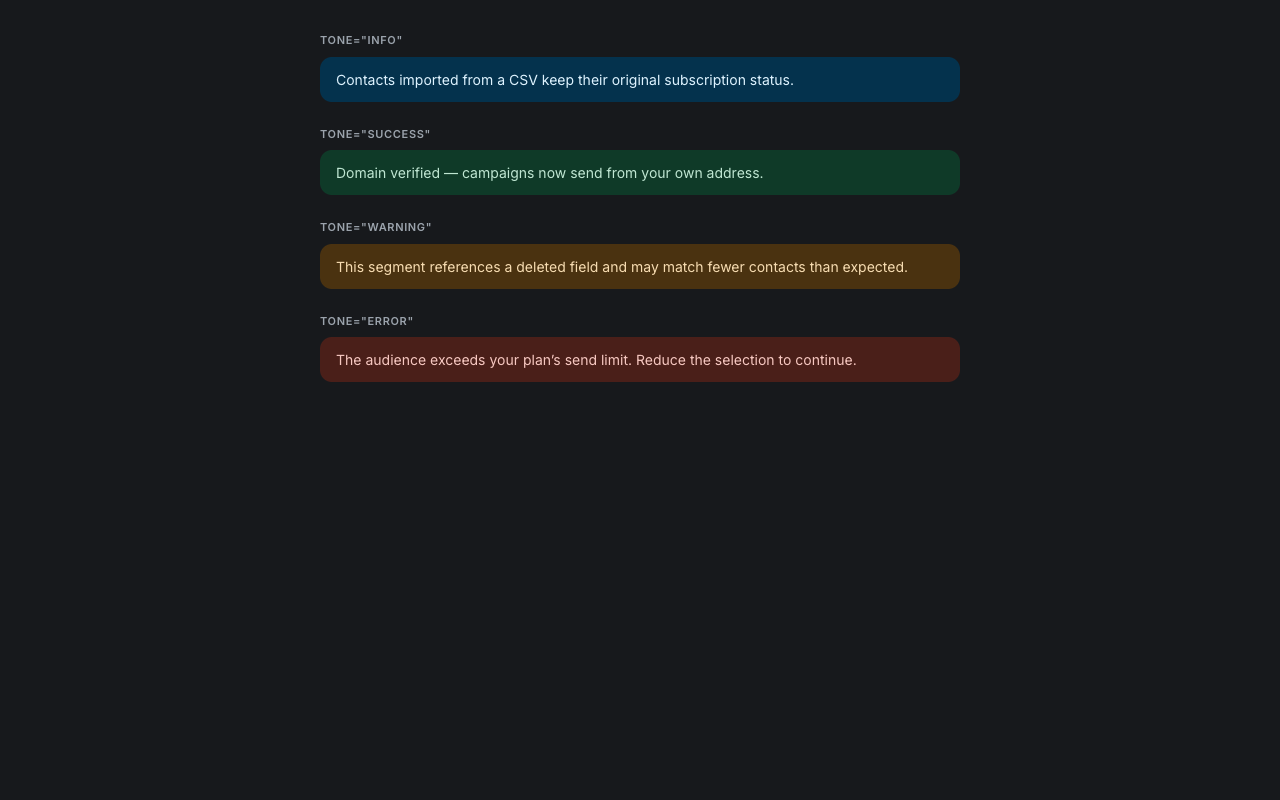 TONE="INFO"
Contacts imported from a CSV keep their original subscription status.
TONE="SUCCESS"
Domain verified — campaigns now send from your own address.
TONE="WARNING"
This segment references a deleted field and may match fewer contacts than expected.
TONE="ERROR"
The audience exceeds your plan’s send limit. Reduce the selection to continue.